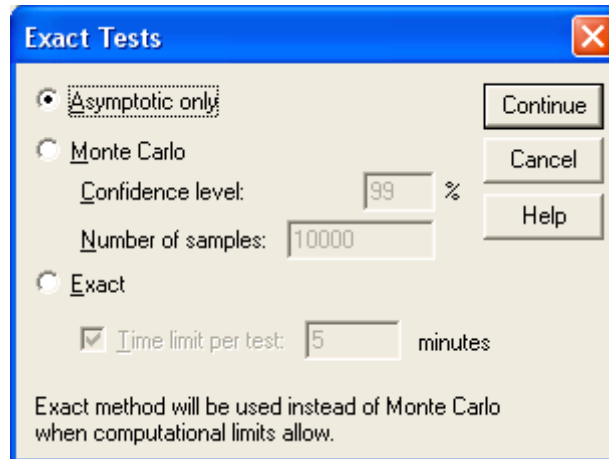 Exact Tests
Asymptotic only
Continue
Monte Carlo
Cancel
Confidence level: 99 %
Help
Number of samples: 10000
Exact
Time limit per test: 5 minutes
Exact method will be used instead of Monte Carlo
when computational limits allow.